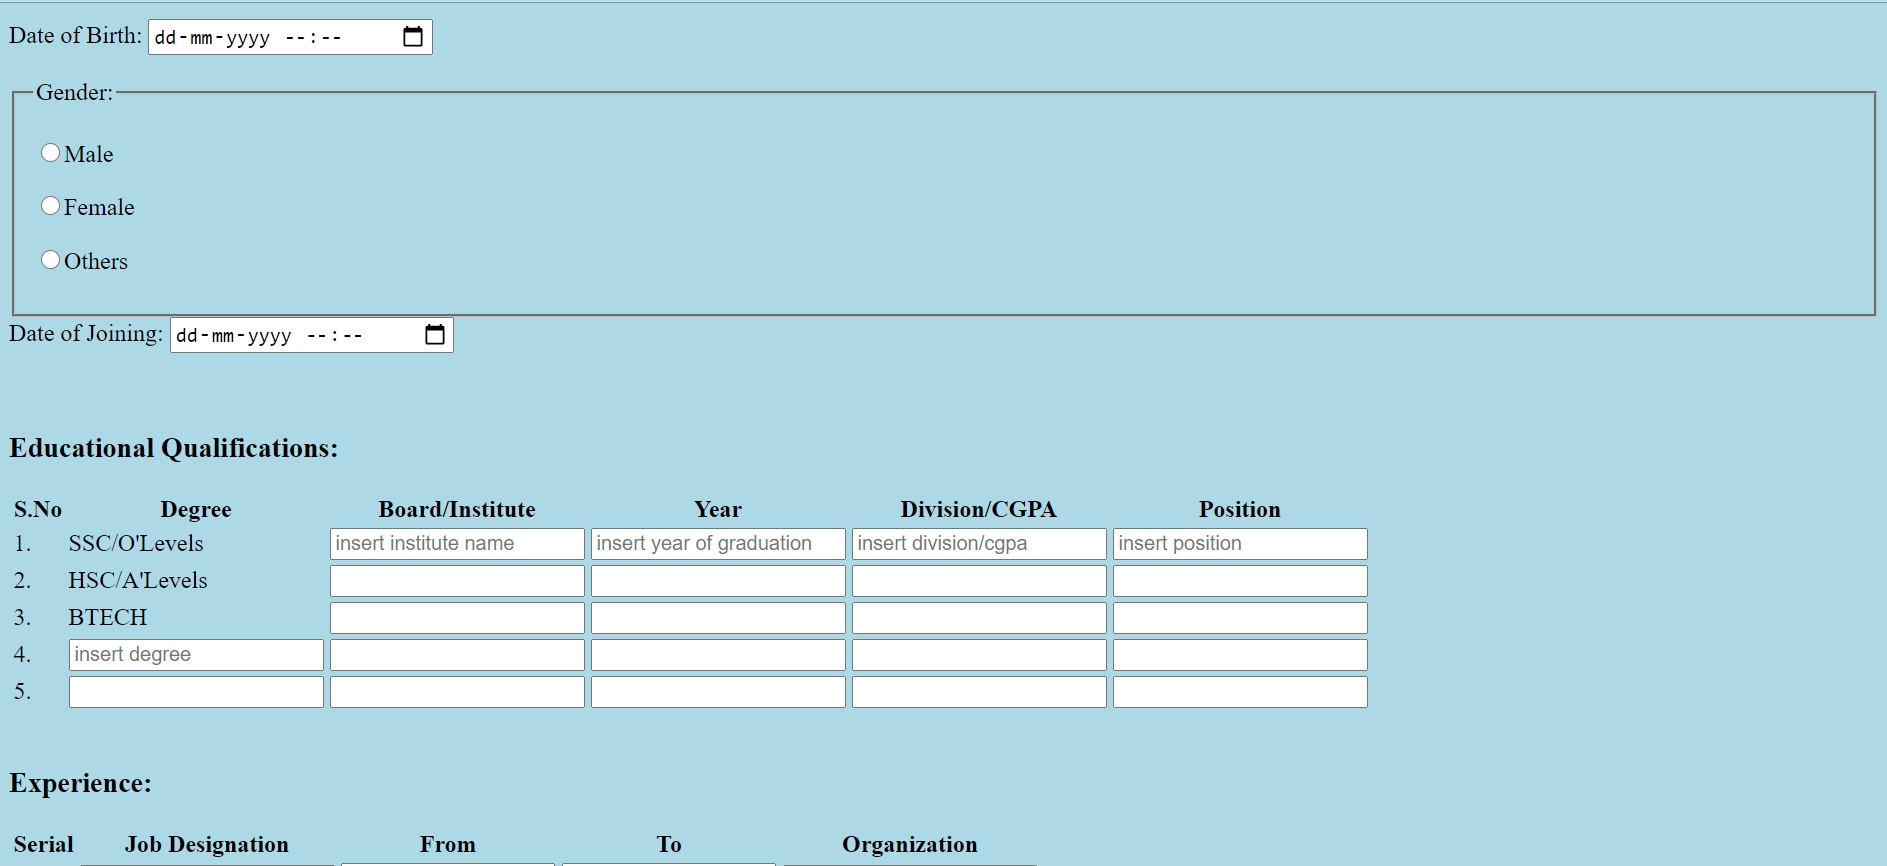 Date of Birth: dd-mm-yyyy --:--
Gender:
Male
Female
Others
Date of Joining: dd-mm-yyyy --:--
Educational Qualifications:
S.No Degree Board/Institute Year Division/CGPA Position
1. SSC/O'Levels insert institute name insert year of graduation insert division/cgpa insert position
2. HSC/A'Levels
3. BTECH
4. insert degree
5.
Experience:
Serial Job Designation From To Organization